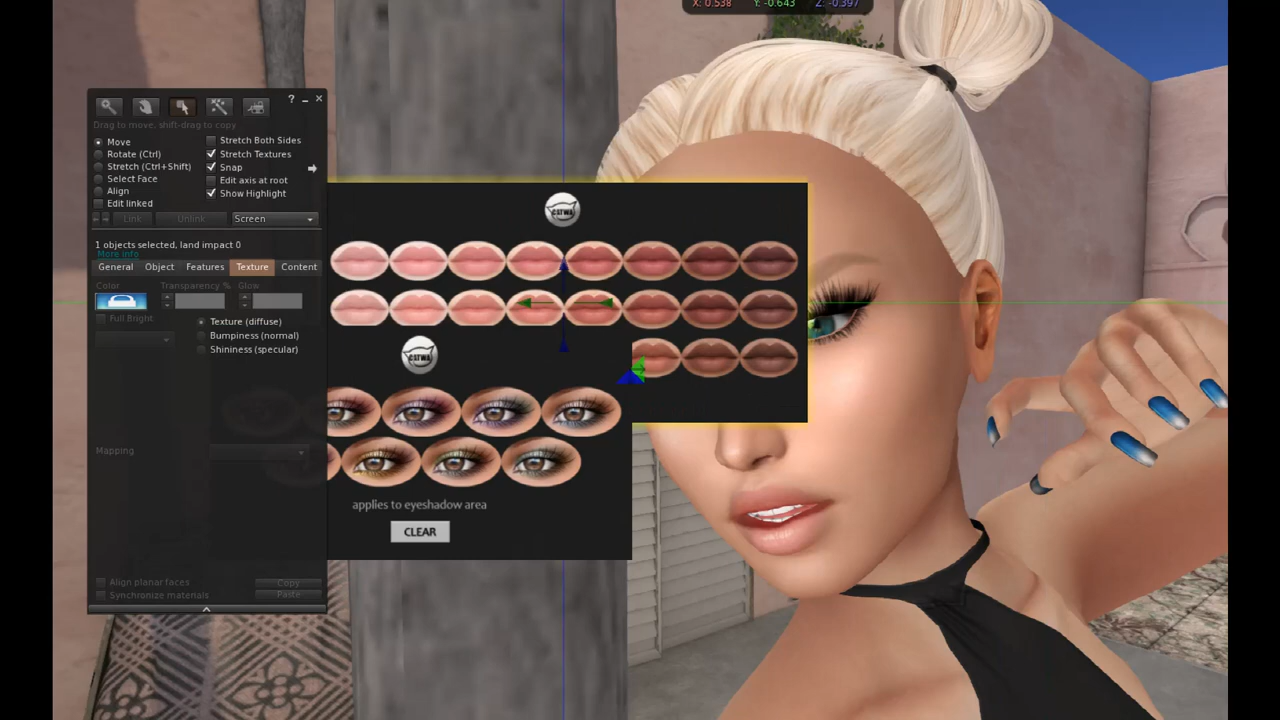 X: 0.538 Y: -0.643 Z: -0.397
?
Drag to move, shift-drag to copy
Move
Rotate (Ctrl)
Stretch (Ctrl+Shift)
Select Face
Align
Edit linked
Stretch Both Sides
Stretch Textures
Snap
Edit axis at root
Show Highlight
Link Unlink Screen
1 objects selected, land impact 0
More info
General Object Features Texture Content
Color Transparency % Glow
Full Bright
Texture (diffuse)
Bumpiness (normal)
Shininess (specular)
Mapping
Align planar faces
Synchronize materials
Copy
Paste
CATWA
CATWA
applies to eyeshadow area
CLEAR